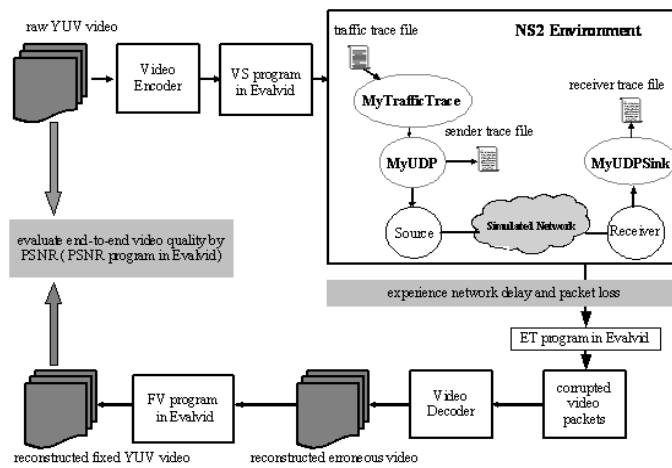 raw YUV video
Video
Encoder
VS program
in Evalvid
traffic trace file
NS2 Environment
MyTrafficTrace
receiver trace file
sender trace file
MyUDP
MyUDPSink
Source
Simulated Network
Receiver
evaluate end-to-end video quality by
PSNR ( PSNR program in Evalvid)
experience network delay and packet loss
ET program in Evalvid
FV program
in Evalvid
Video
Decoder
corrupted
video
packets
reconstructed fixed YUV video
reconstructed erroneous video